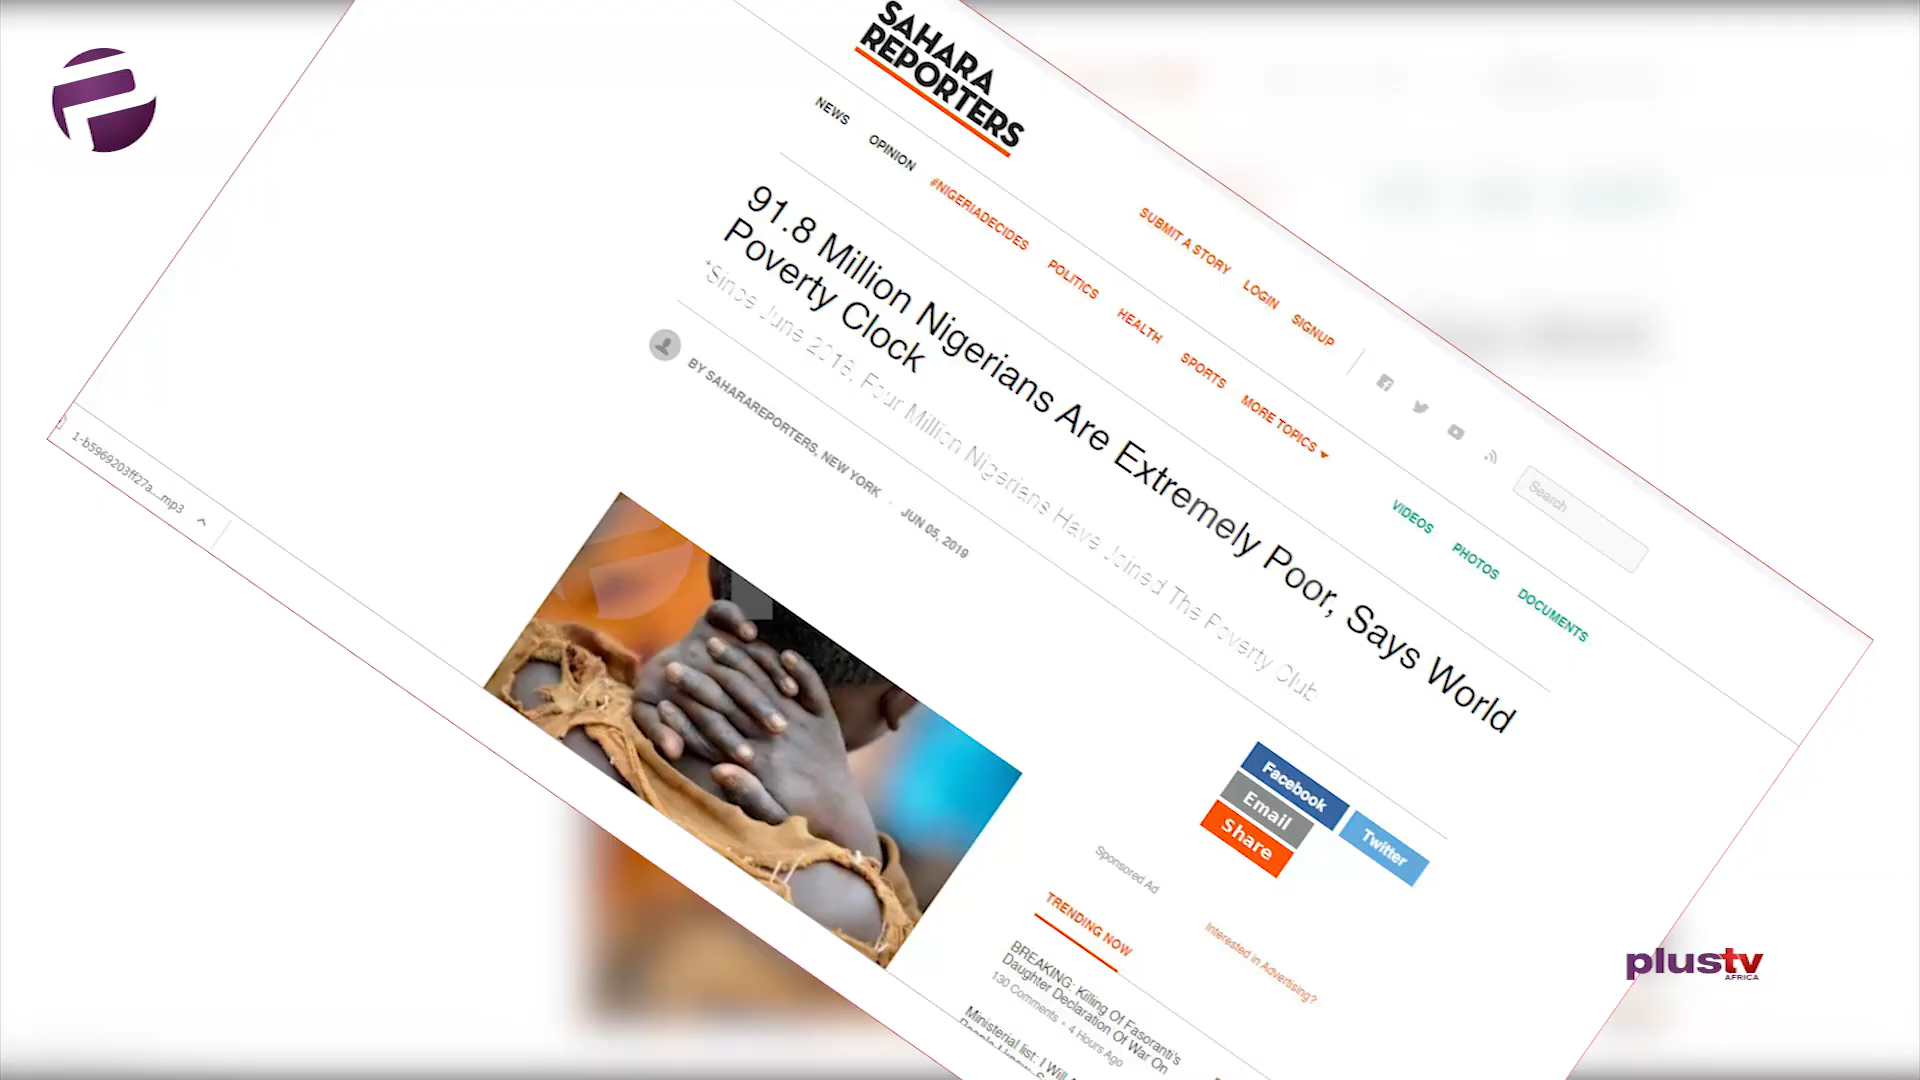 SAHARA
REPORTERS
SUBMIT A STORY
LOGIN
SIGNUP
Search
NEWS
OPINION
#NIGERIADECIDES
POLITICS
HEALTH
SPORTS
MORE TOPICS
VIDEOS
PHOTOS
DOCUMENTS
91.8 Million Nigerians Are Extremely Poor, Says World
Poverty Clock
Four Million Nigerians Have Joined The Poverty Club
BY SAHARAREPORTERS, NEW YORK
JUN 05, 2019
Facebook
Twitter
Email
Share
Sponsored Ad
Interested in Advertising?
TRENDING NOW
BREAKING: Killing Of Fasoranti's
Daughter Declaration Of War On
130 Comments - 4 Hours Ago
Ministerial list: I Will
1-b5969203ff27a....mp3
plustv
AFRICA